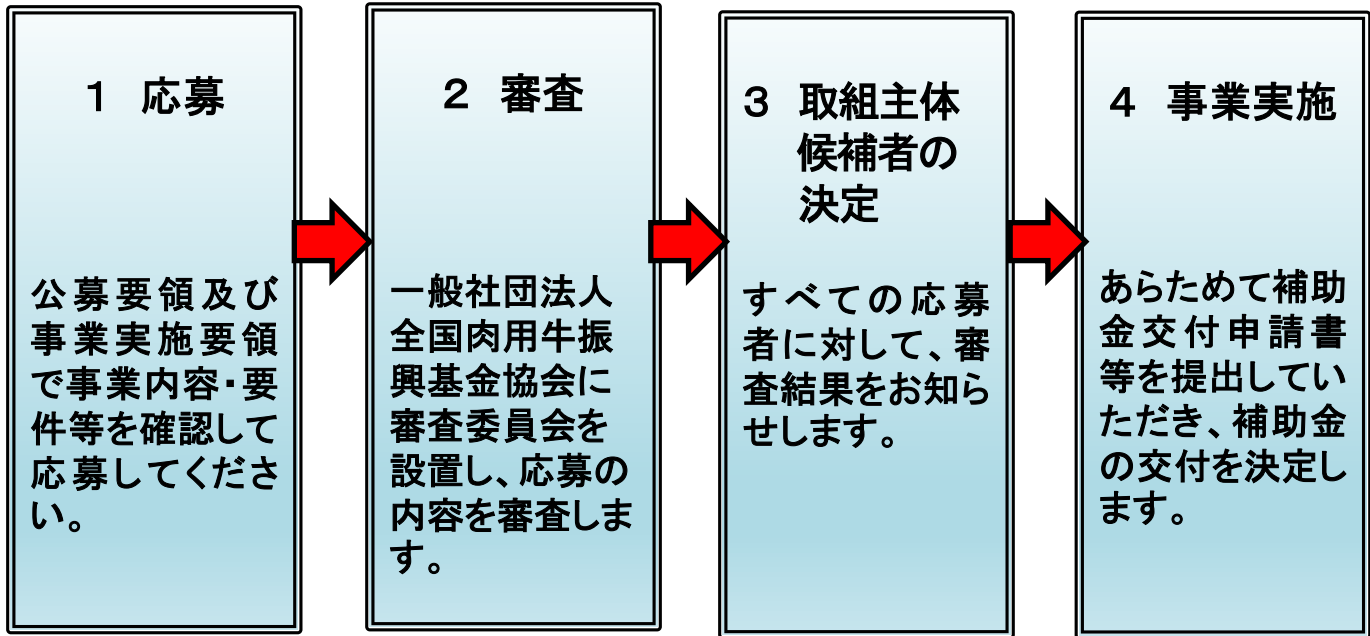 1 応募
公募要領及び
事業実施要領
で事業内容・要
件等を確認して
応募してくださ
い。
2 審査
一般社団法人
全国肉用牛振
興基金協会に
審査委員会を
設置し、応募の
内容を審査しま
す。
3 取組主体
候補者の
決定
すべての応募
者に対して、審
査結果をお知ら
せします。
4 事業実施
あらためて補助
金交付申請書
等を提出してい
ただき、補助金
の交付を決定し
ます。